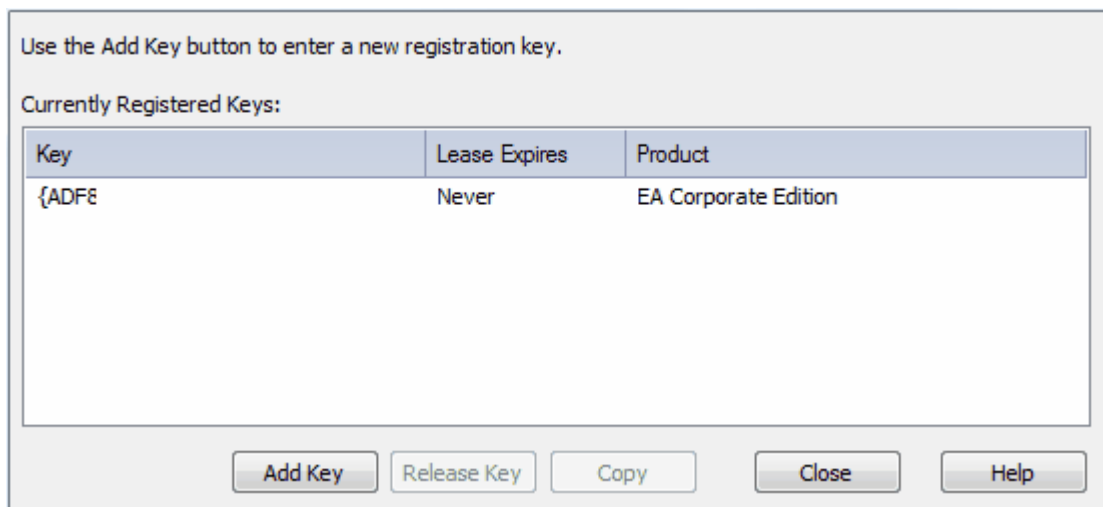 Use the Add Key button to enter a new registration key.
Currently Registered Keys:
Key Lease Expires Product
{ADF8 Never EA Corporate Edition
Add Key Release Key Copy Close Help